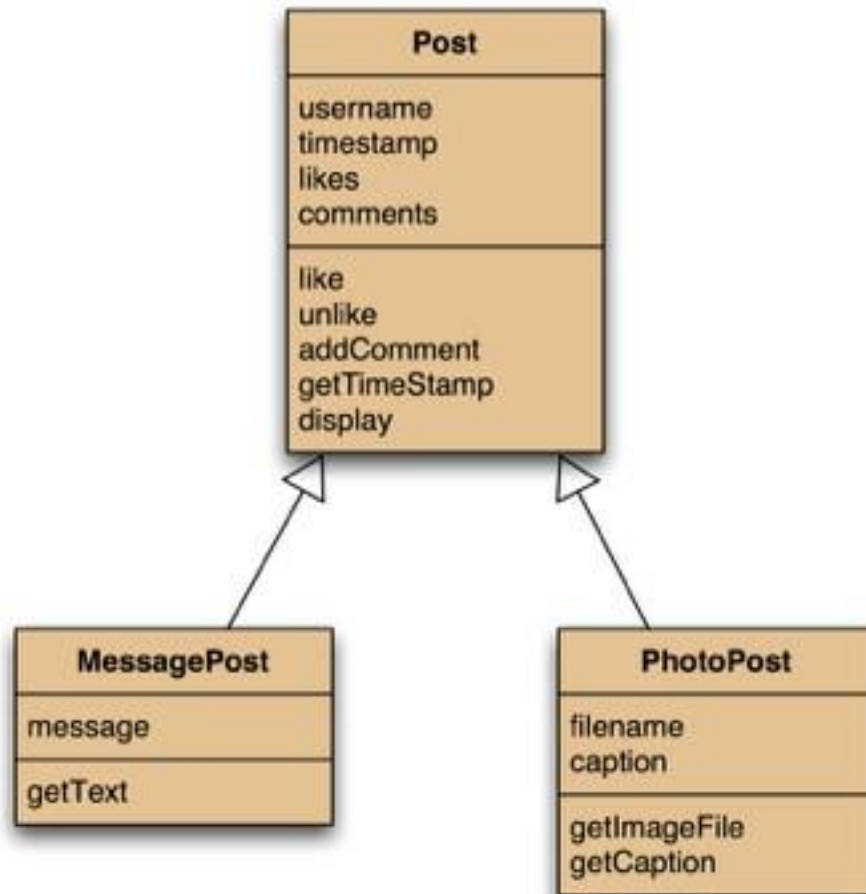 Post
username
timestamp
likes
comments
like
unlike
addComment
getTimeStamp
display
MessagePost
message
getText
PhotoPost
filename
caption
getImageFile
getCaption